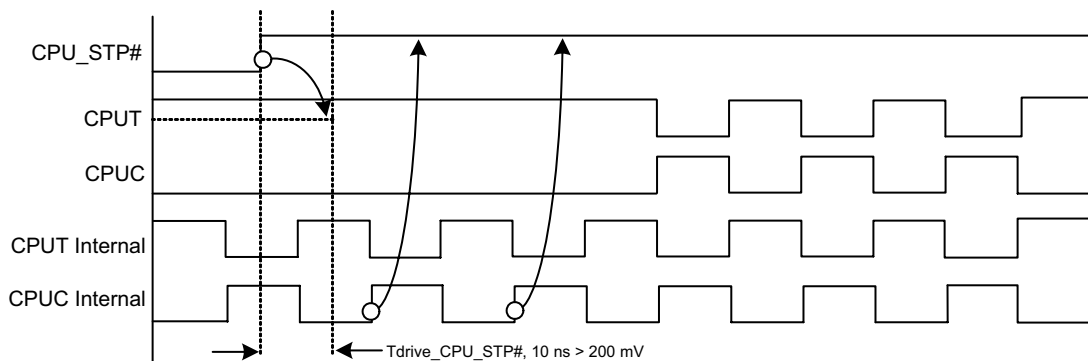 CPU_STP#
CPUT
CPUC
CPUT Internal
CPUC Internal
Tdrive_CPU_STP#, 10 ns > 200 mV